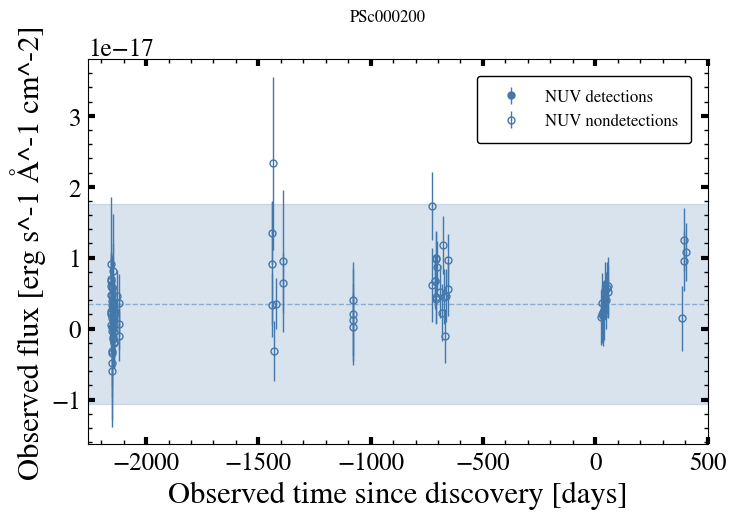 PSc000200
1e−17
Observed flux [erg s^-1 Å^-1 cm^-2]
3
2
1
0
−1
NUV detections
NUV nondetections
−2000 −1500 −1000 −500 0 500
Observed time since discovery [days]